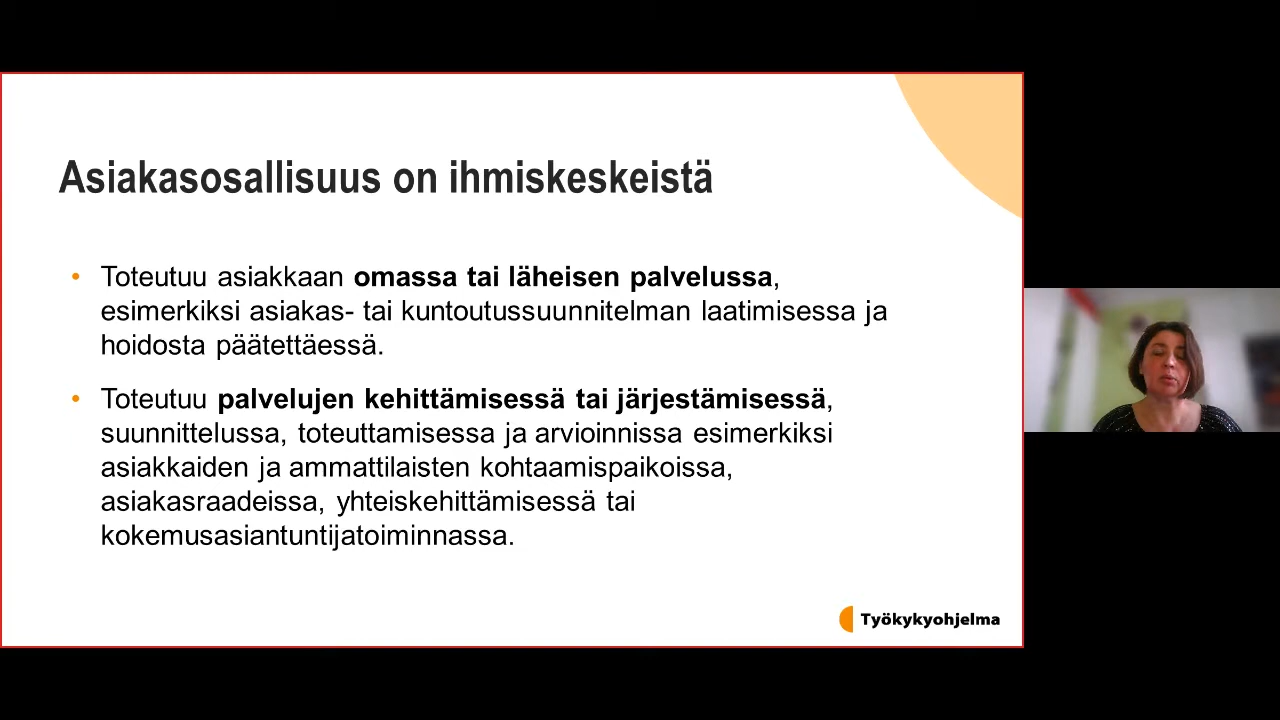 Asiakasosallisuus on ihmiskeskeistä
• Toteutuu asiakkaan omassa tai läheisen palvelussa,
esimerkiksi asiakas- tai kuntoutussuunnitelman laatimisessa ja
hoidosta päätettäessä.
• Toteutuu palvelujen kehittämisessä tai järjestämisessä,
suunnittelussa, toteuttamisessa ja arvioinnissa esimerkiksi
asiakkaiden ja ammattilaisten kohtaamispaikoissa,
asiakasraadeissa, yhteiskehittämisessä tai
kokemusasiantuntijatoiminnassa.
Työkykyohjelma